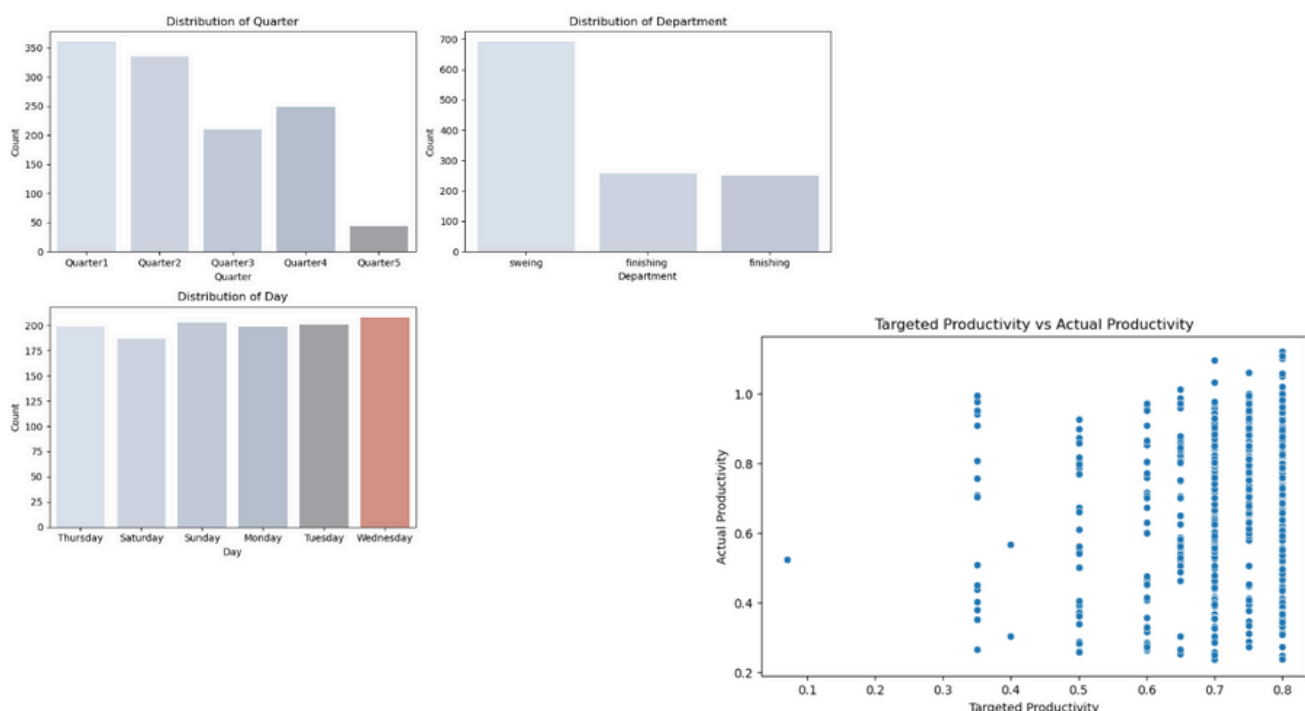 Distribution of Quarter
350
300
250
200
150
100
50
0
Count
Quarter1 Quarter2 Quarter3 Quarter4 Quarter5
Quarter
Distribution of Department
700
600
500
400
300
200
100
0
Count
sweing finishing finishing
Department
Distribution of Day
200
175
150
125
100
75
50
25
0
Count
Thursday Saturday Sunday Monday Tuesday Wednesday
Day
Targeted Productivity vs Actual Productivity
1.0
0.8
0.6
0.4
0.2
Actual Productivity
0.1 0.2 0.3 0.4 0.5 0.6 0.7 0.8
Targeted Productivity